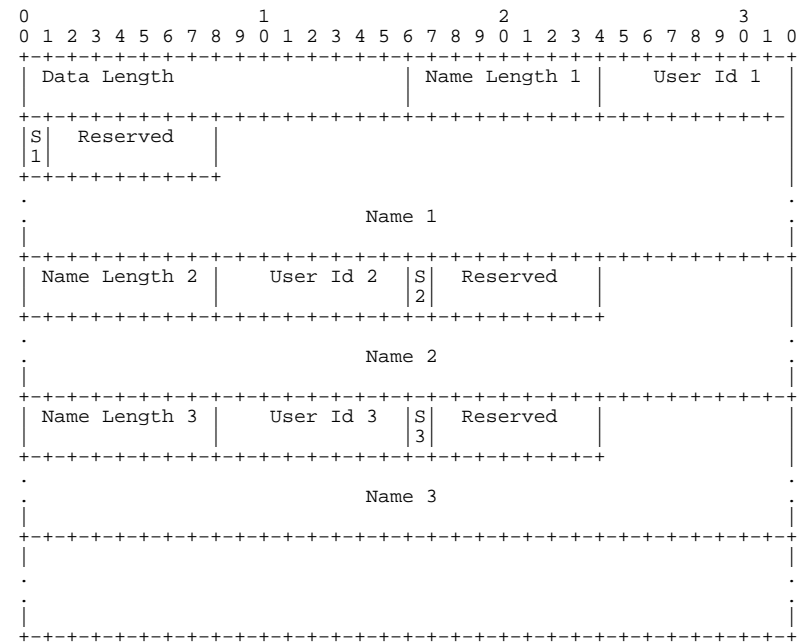 0 1 2 3
0 1 2 3 4 5 6 7 8 9 0 1 2 3 4 5 6 7 8 9 0 1 2 3 4 5 6 7 8 9 0 1 0
+-+-+-+-+-+-+-+-+-+-+-+-+-+-+-+-+-+-+-+-+-+-+-+-+-+-+-+-+-+-+-+-+
| Data Length | Name Length 1 | User Id 1 |
| | | |
+-+-+-+-+-+-+-+-+-+-+-+-+-+-+-+-+-+-+-+-+-+-+-+-+-+-+-+-+-+-+-+-|
|S| Reserved | |
|1| | |
+-+-+-+-+-+-+-+-+ |
. .
. Name 1 .
| |
+-+-+-+-+-+-+-+-+-+-+-+-+-+-+-+-+-+-+-+-+-+-+-+-+-+-+-+-+-+-+-+-+
| Name Length 2 | User Id 2 |S| Reserved | |
| | |2| | |
+-+-+-+-+-+-+-+-+-+-+-+-+-+-+-+-+-+-+-+-+-+-+-+-+ |
. .
. Name 2 .
| |
+-+-+-+-+-+-+-+-+-+-+-+-+-+-+-+-+-+-+-+-+-+-+-+-+-+-+-+-+-+-+-+-+
| Name Length 3 | User Id 3 |S| Reserved | |
| | |3| | |
+-+-+-+-+-+-+-+-+-+-+-+-+-+-+-+-+-+-+-+-+-+-+-+-+ |
. .
. Name 3 .
| |
+-+-+-+-+-+-+-+-+-+-+-+-+-+-+-+-+-+-+-+-+-+-+-+-+-+-+-+-+-+-+-+-+
| |
. .
. .
| |
+-+-+-+-+-+-+-+-+-+-+-+-+-+-+-+-+-+-+-+-+-+-+-+-+-+-+-+-+-+-+-+-+